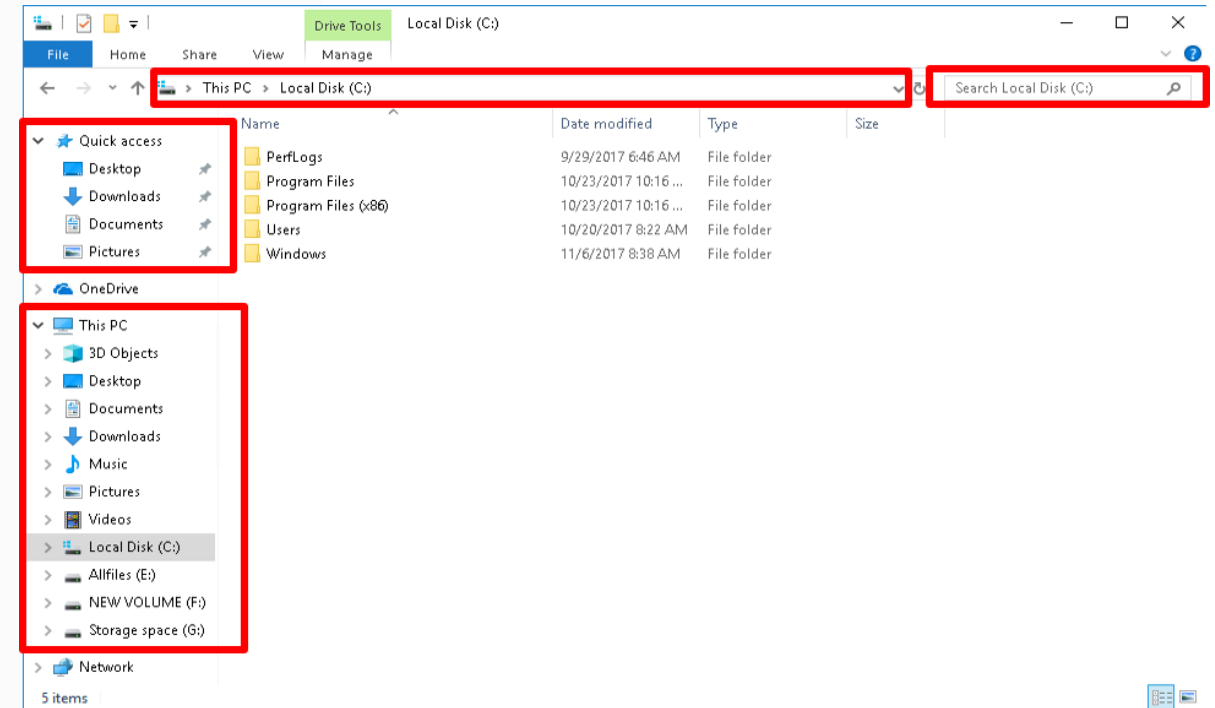 Drive Tools Local Disk (C:)
File Home Share View Manage
This PC > Local Disk (C:) Search Local Disk (C:)
Name Date modified Type Size
Quick access
Desktop
Downloads
Documents
Pictures
OneDrive
This PC
3D Objects
Desktop
Documents
Downloads
Music
Pictures
Videos
Local Disk (C:)
Allfiles (E:)
NEW VOLUME (F:)
Storage space (G:)
Network
PerfLogs 9/29/2017 6:46 AM File folder
Program Files 10/23/2017 10:16 ... File folder
Program Files (x86) 10/23/2017 10:16 ... File folder
Users 10/20/2017 8:22 AM File folder
Windows 11/6/2017 8:38 AM File folder
5 items